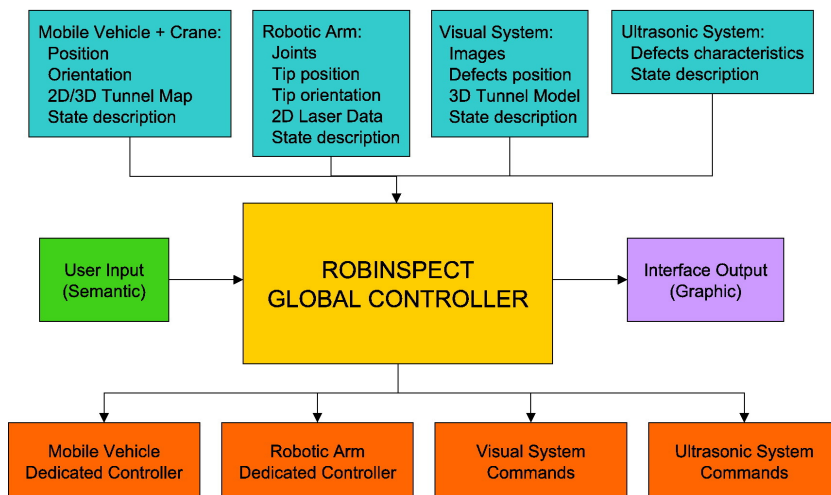 Mobile Vehicle + Crane:
Position
Orientation
2D/3D Tunnel Map
State description
Robotic Arm:
Joints
Tip position
Tip orientation
2D Laser Data
State description
Visual System:
Images
Defects position
3D Tunnel Model
State description
Ultrasonic System:
Defects characteristics
State description
User Input
(Semantic)
ROBINSPECT
GLOBAL CONTROLLER
Interface Output
(Graphic)
Mobile Vehicle
Dedicated Controller
Robotic Arm
Dedicated Controller
Visual System
Commands
Ultrasonic System
Commands